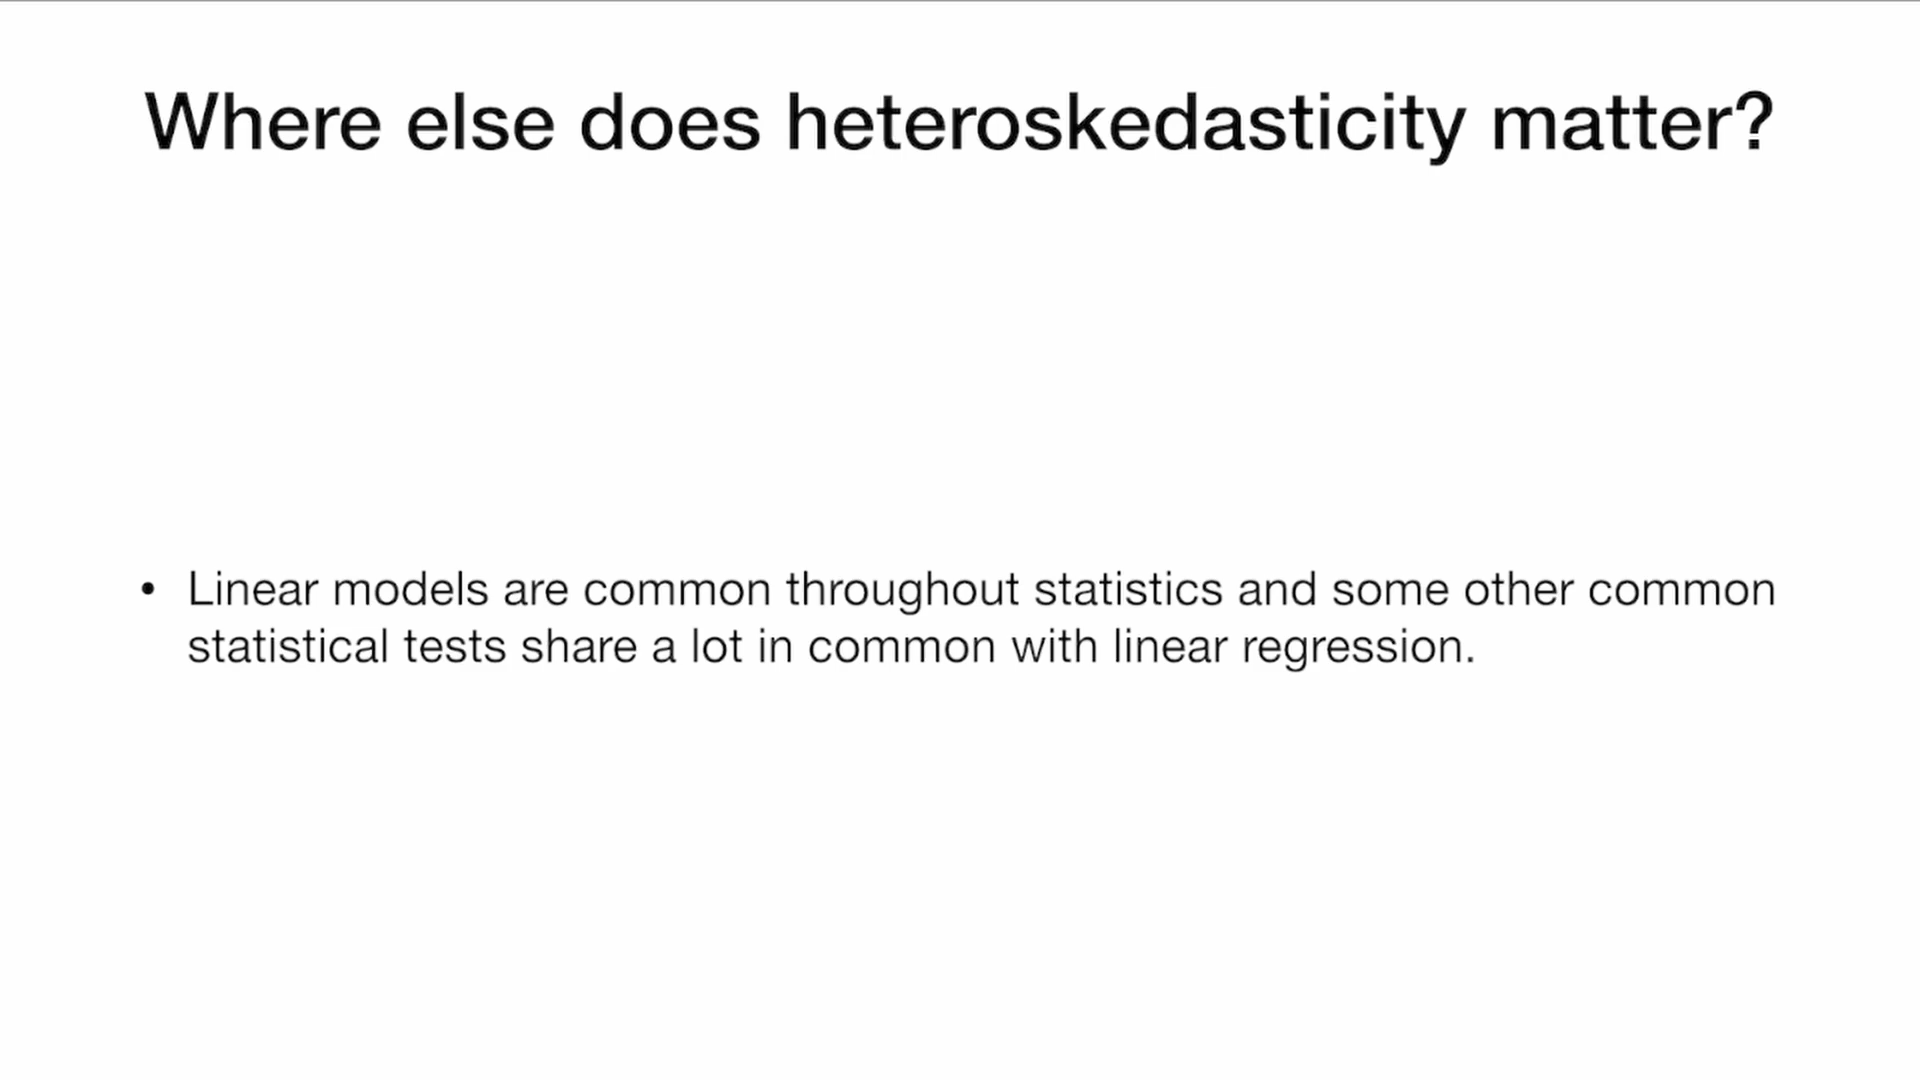 Where else does heteroskedasticity matter?
• Linear models are common throughout statistics and some other common
statistical tests share a lot in common with linear regression.